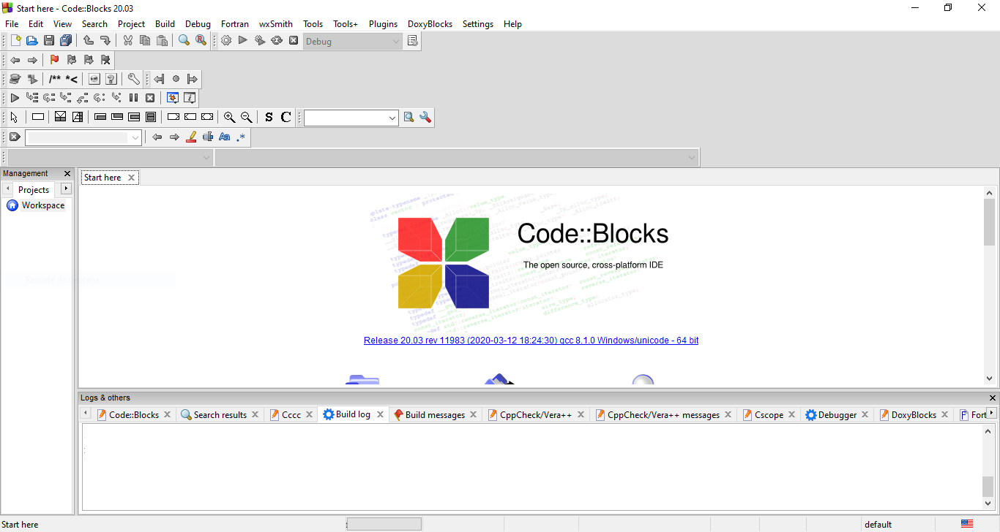 Start here - Code::Blocks 20.03
File Edit View Search Project Build Debug Fortran wxSmith Tools Tools+ Plugins DoxyBlocks Settings Help
Debug
/** *<
S C
Aa .*
Management
Start here
Projects
Workspace
Code::Blocks
The open source, cross-platform IDE
Release 20.03 rev 11983 (2020-03-12 18:24:30) gcc 8.1.0 Windows/unicode - 64 bit
Logs & others
Code::Blocks Search results Cccc Build log Build messages CppCheck/Vera++ CppCheck/Vera++ messages Cscope Debugger DoxyBlocks Fort
Start here default